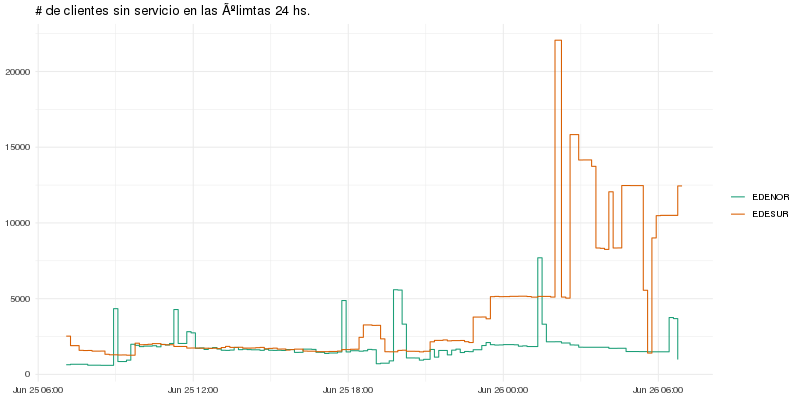 # de clientes sin servicio en las Ãºlimtas 24 hs.
20000
15000
10000
5000
0
Jun 25 06:00
Jun 25 12:00
Jun 25 18:00
Jun 26 00:00
Jun 26 06:00
EDENOR
EDESUR